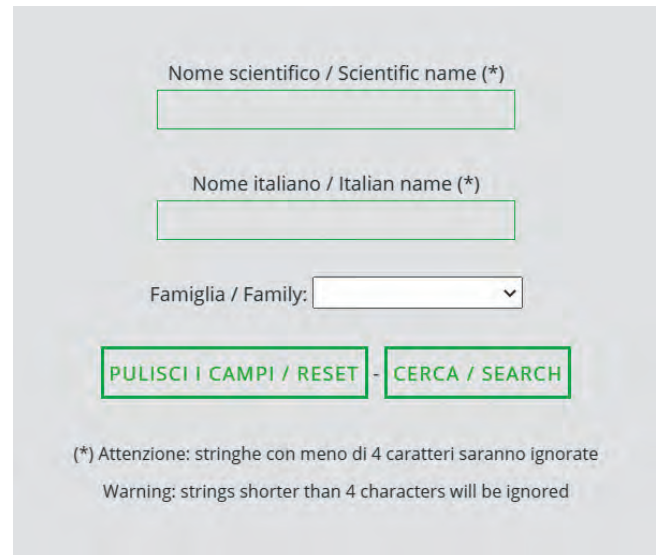 Nome scientifico / Scientific name (*)
Nome italiano / Italian name (*)
Famiglia / Family:
PULISCI I CAMPI / RESET - CERCA / SEARCH
(*) Attenzione: stringhe con meno di 4 caratteri saranno ignorate
Warning: strings shorter than 4 characters will be ignored